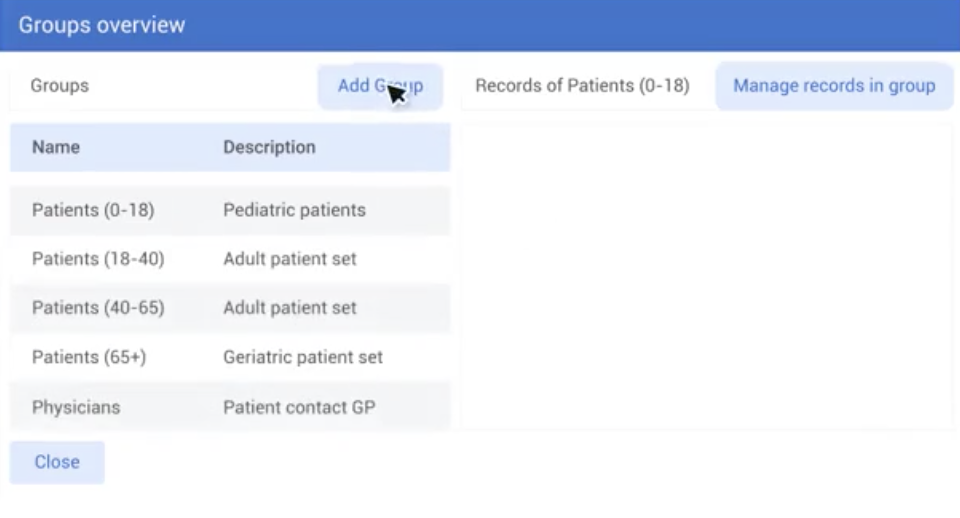 Groups overview
Groups Add Group Records of Patients (0-18) Manage records in group
Name Description
Patients (0-18) Pediatric patients
Patients (18-40) Adult patient set
Patients (40-65) Adult patient set
Patients (65+) Geriatric patient set
Physicians Patient contact GP
Close